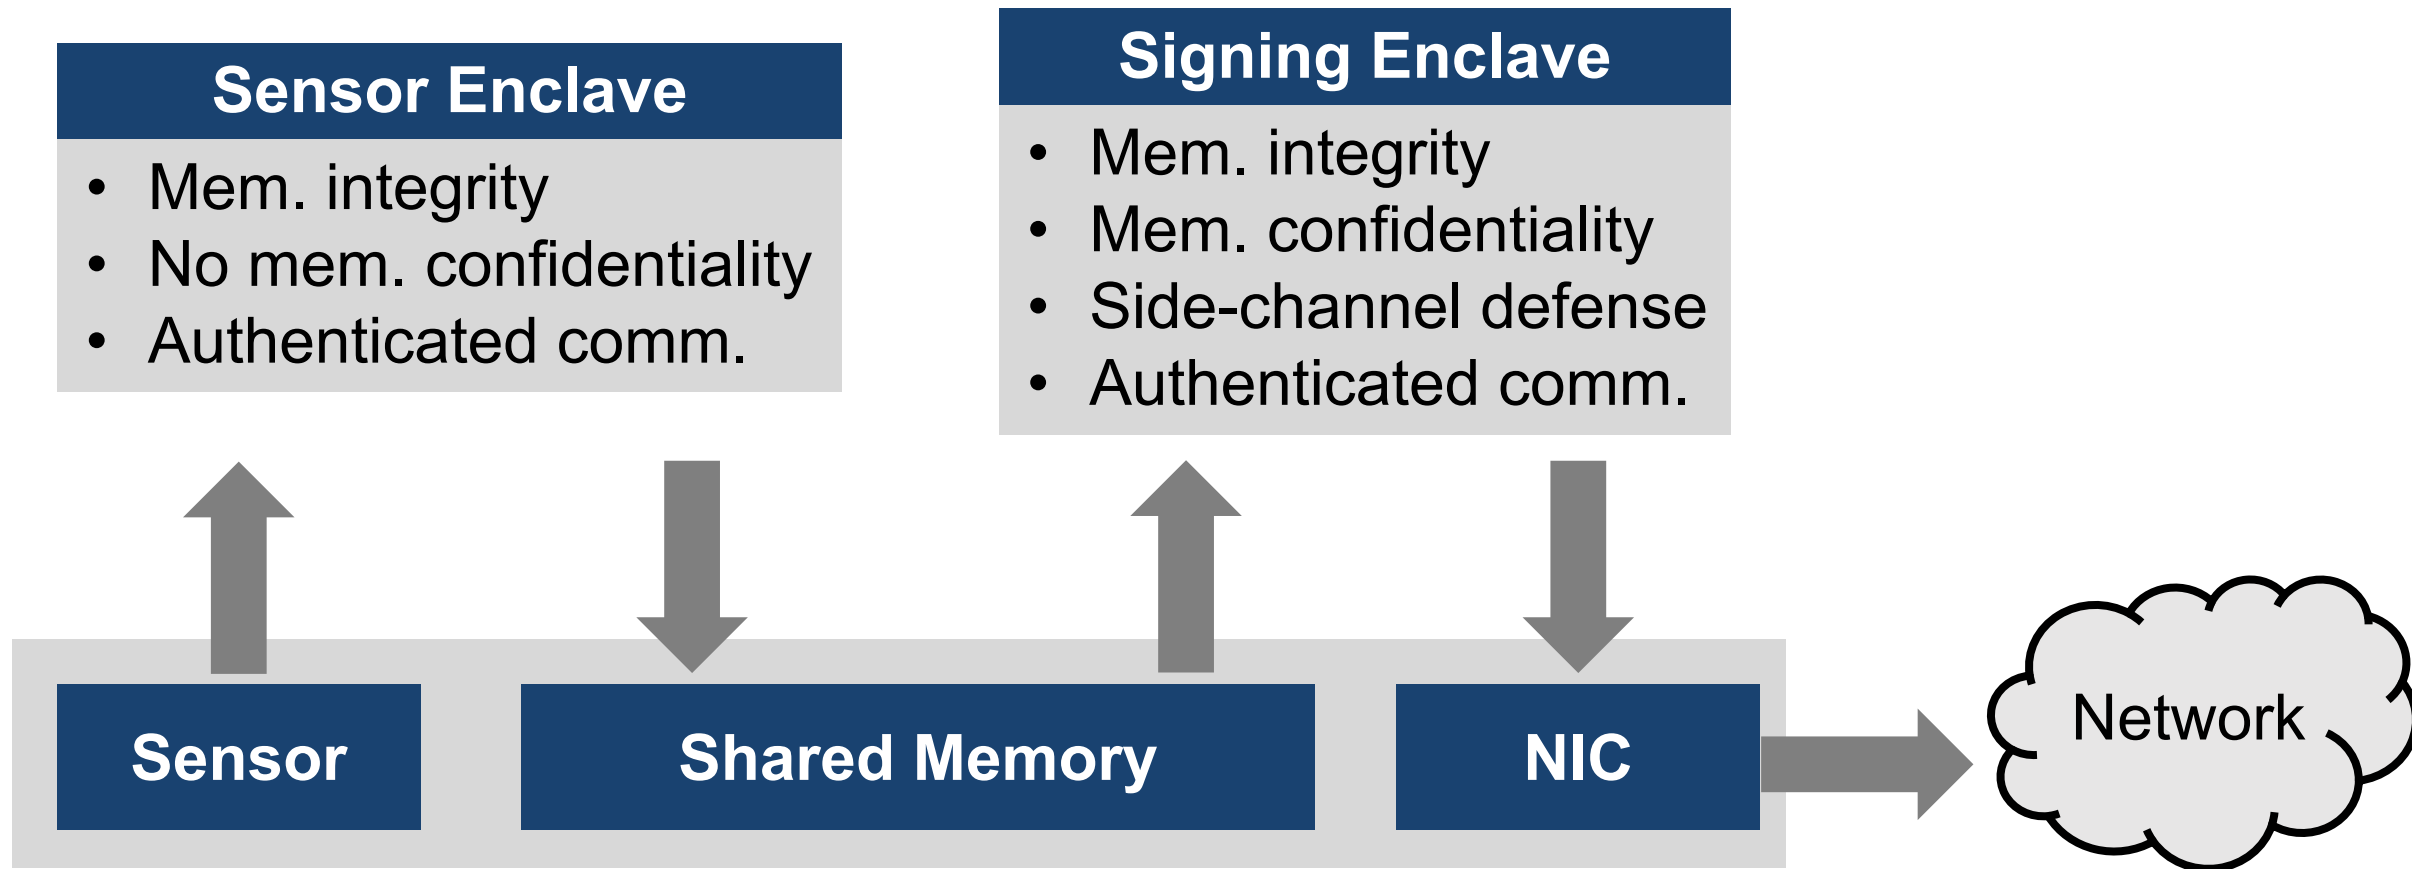 Sensor Enclave
• Mem. integrity
• No mem. confidentiality
• Authenticated comm.
Signing Enclave
• Mem. integrity
• Mem. confidentiality
• Side-channel defense
• Authenticated comm.
Sensor
Shared Memory
NIC
Network